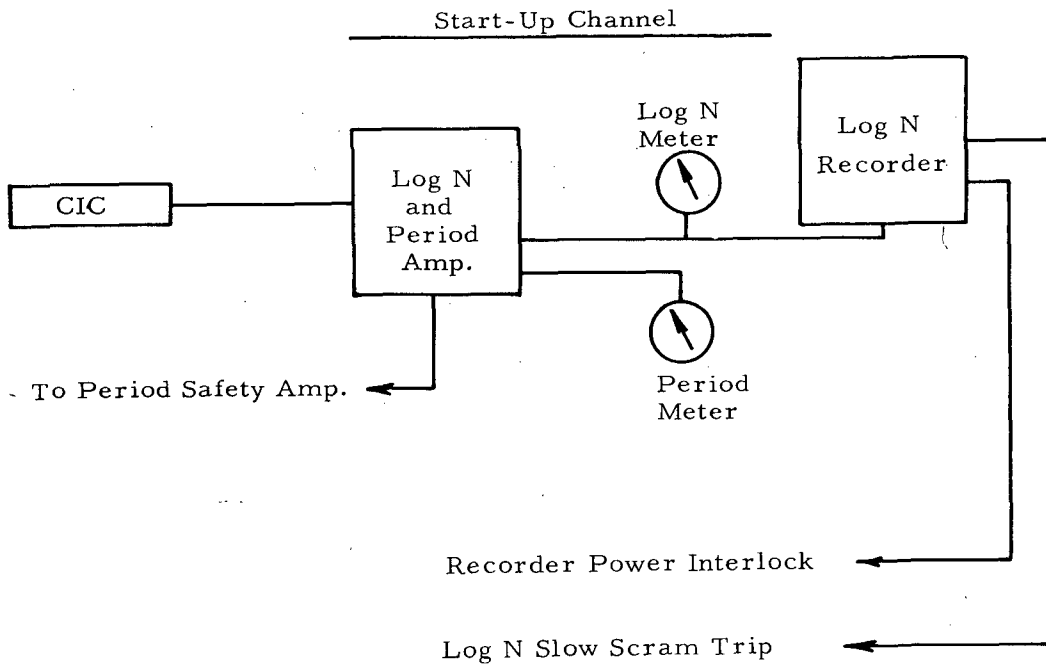 Start-Up Channel
Log N
Meter
Log N
Recorder
CIC
Log N
and
Period
Amp.
To Period Safety Amp.
Period
Meter
Recorder Power Interlock
Log N Slow Scram Trip